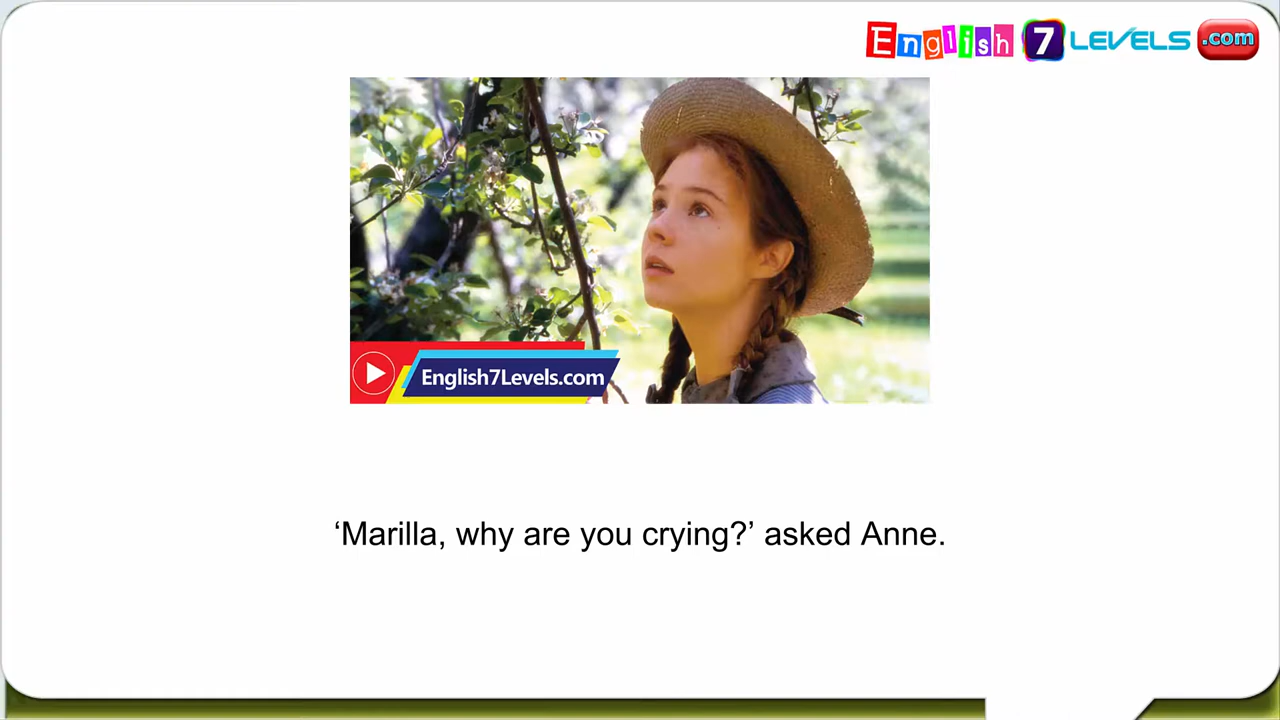 English 7 LEVELS .com
English7Levels.com
‘Marilla, why are you crying?’ asked Anne.